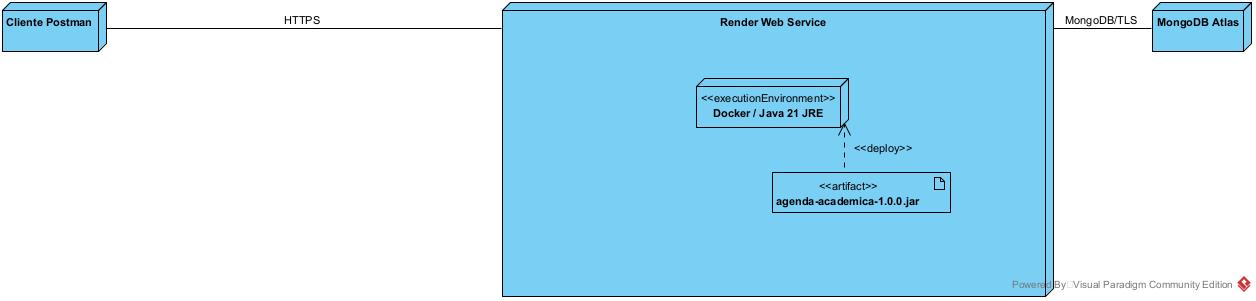 Cliente Postman
HTTPS
Render Web Service
MongoDB/TLS
MongoDB Atlas
<<executionEnvironment>>
Docker / Java 21 JRE
<<deploy>>
<<artifact>>
agenda-academica-1.0.0.jar
Powered By Visual Paradigm Community Edition